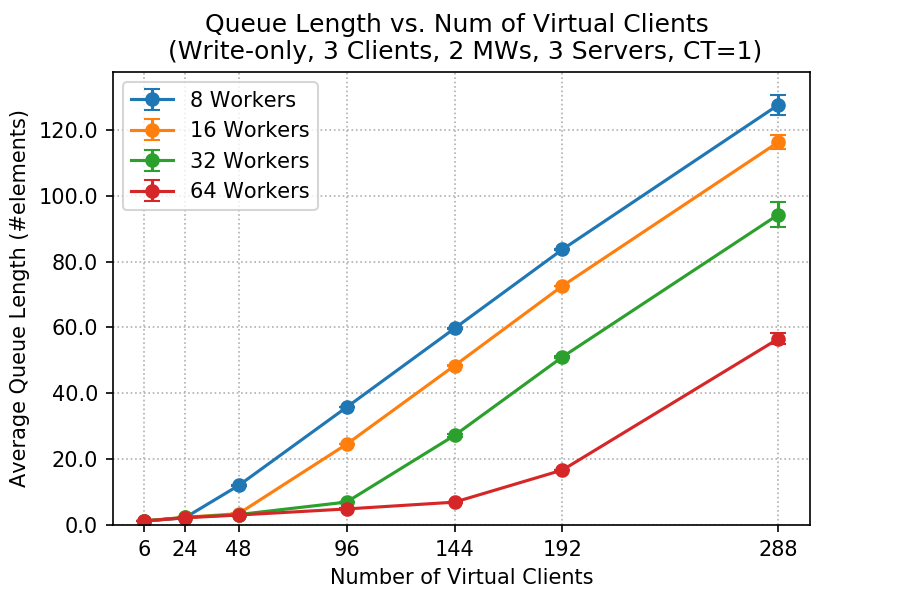 Queue Length vs. Num of Virtual Clients
(Write-only, 3 Clients, 2 MWs, 3 Servers, CT=1)
8 Workers
16 Workers
32 Workers
64 Workers
Average Queue Length (#elements)
120.0
100.0
80.0
60.0
40.0
20.0
0.0
6 24 48 96 144 192 288
Number of Virtual Clients